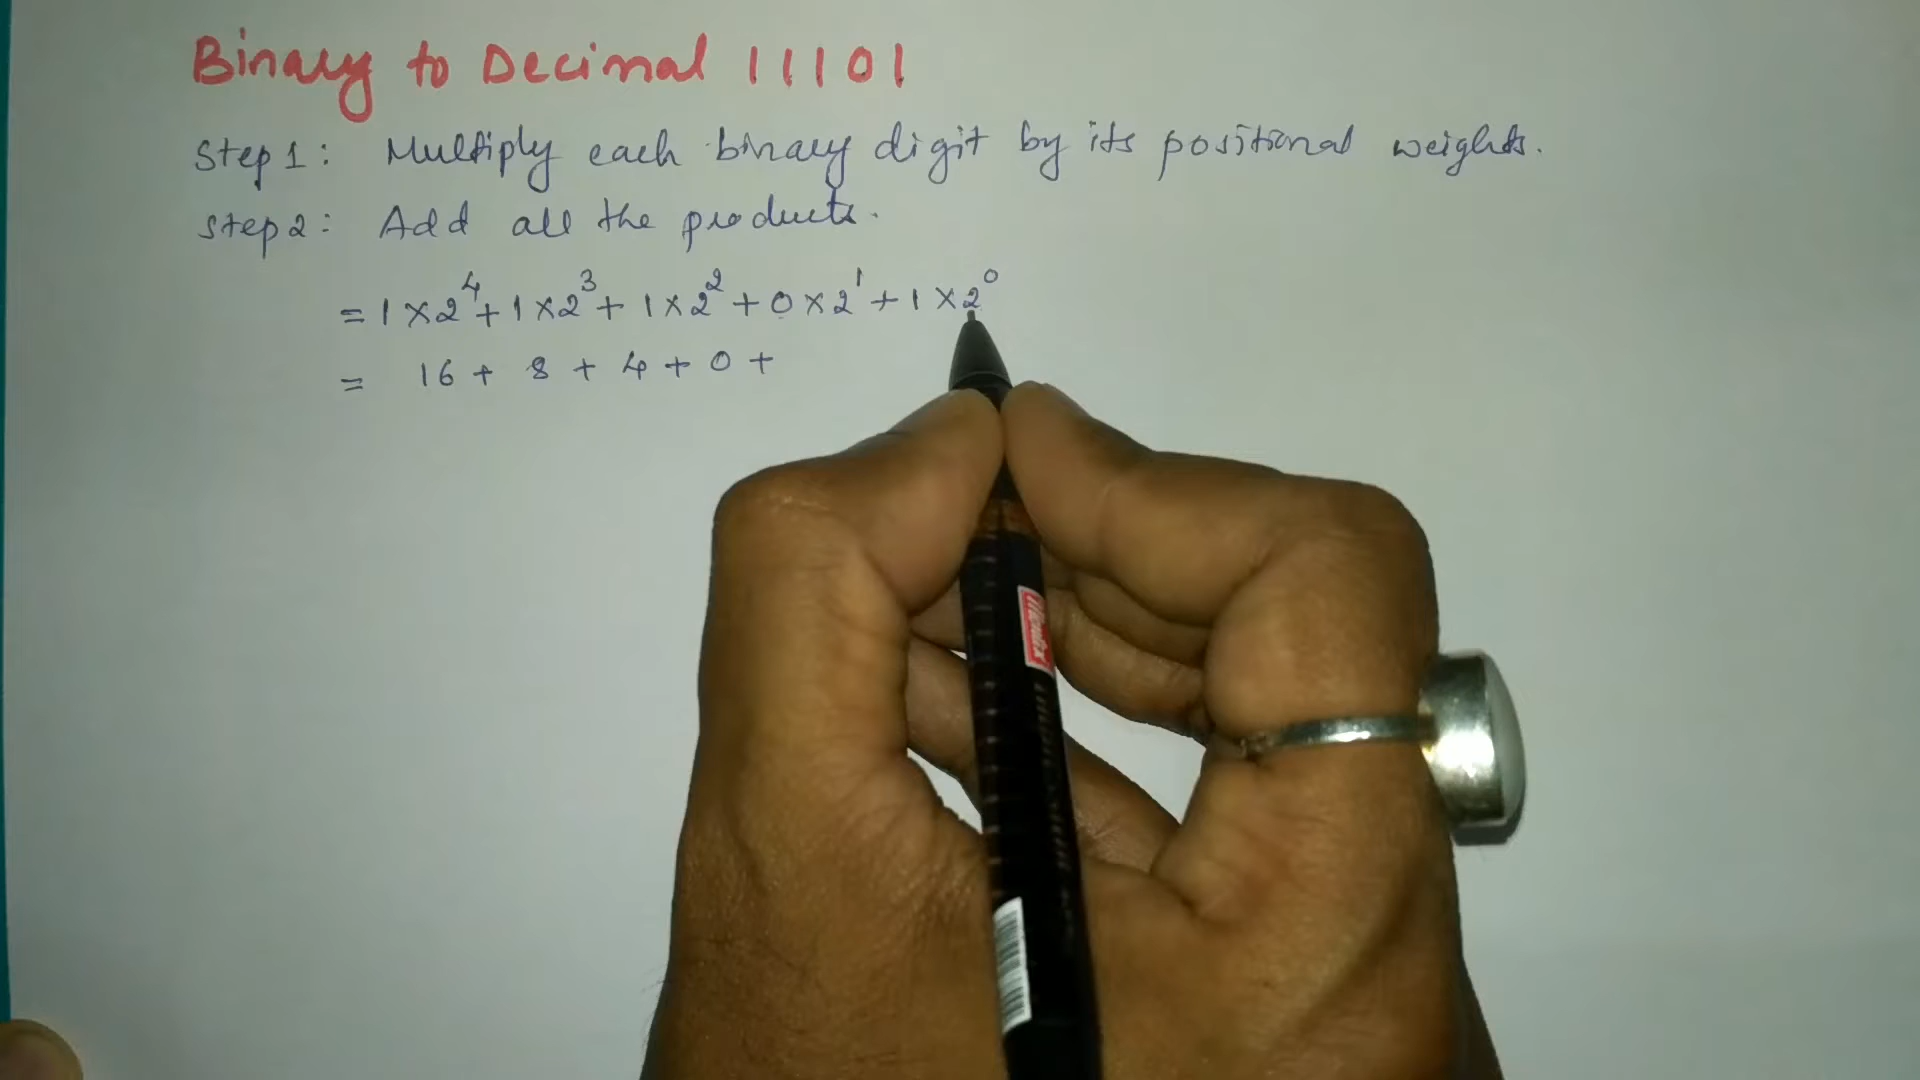 Binary to Decimal 11101
Step 1: Multiply each binary digit by its positional weights.
Step 2: Add all the products.
= 1 × 2⁴ + 1 × 2³ + 1 × 2² + 0 × 2¹ + 1 × 2⁰
= 16 + 8 + 4 + 0 +